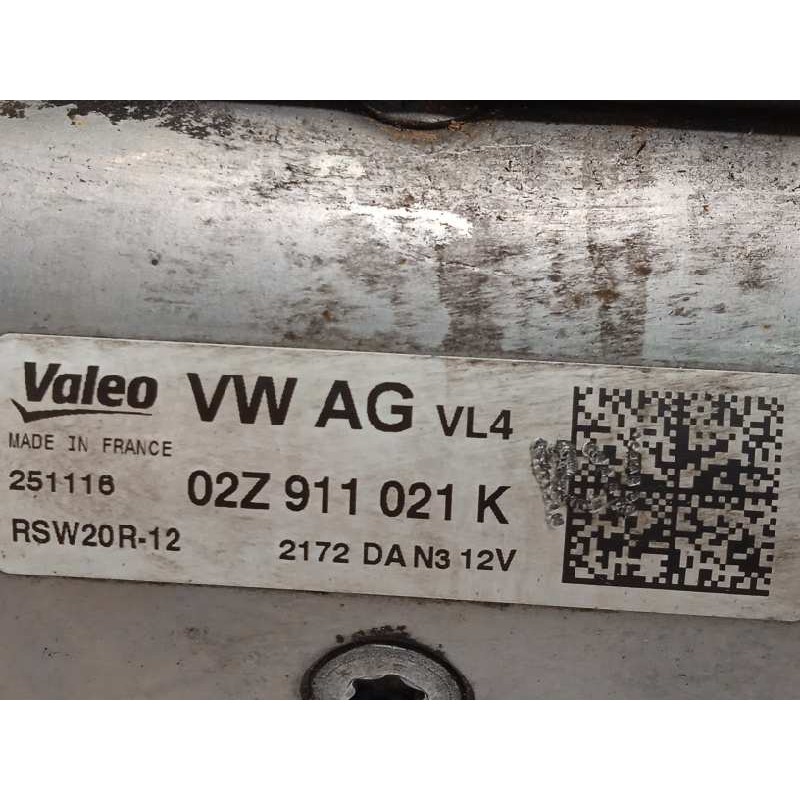 Valeo VW AG VL4
MADE IN FRANCE
251116 02Z 911 021 K
RSW20R-12 2172 DA N3 12V